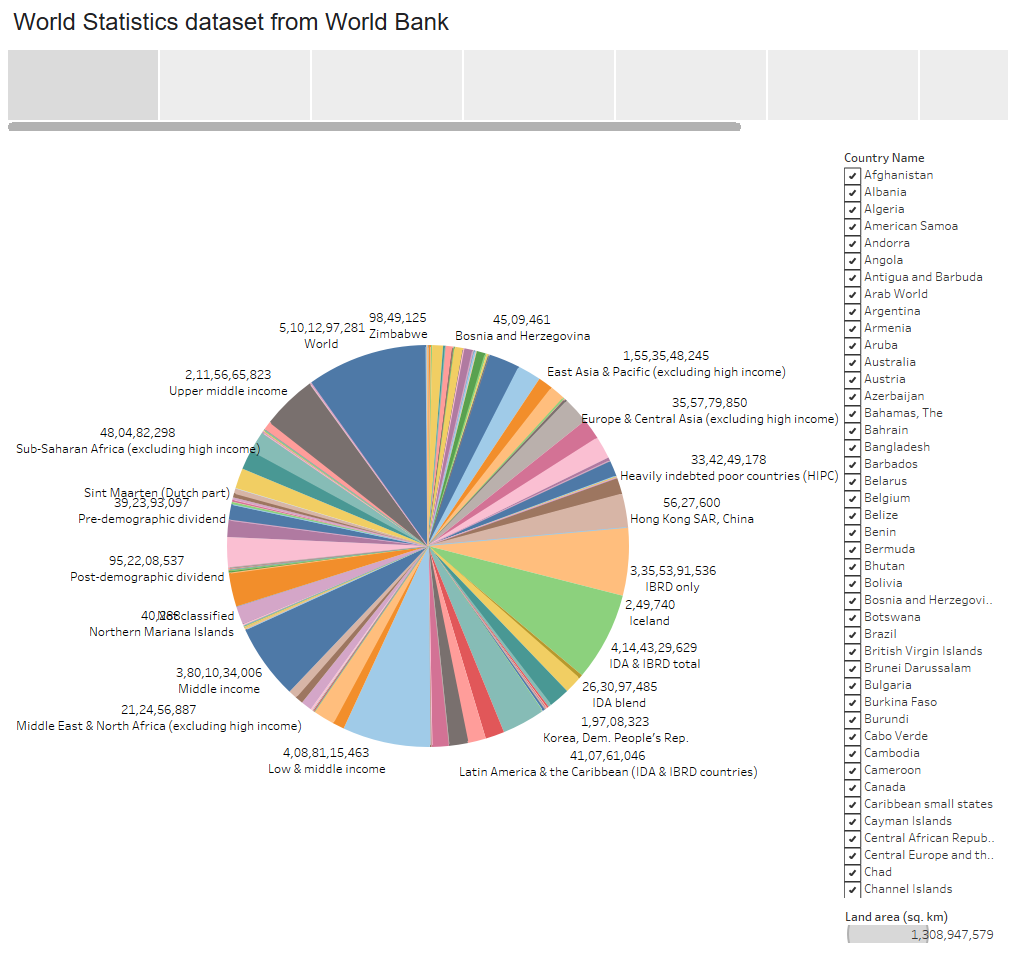 World Statistics dataset from World Bank
Country Name
Afghanistan
Albania
Algeria
American Samoa
Andorra
Angola
Antigua and Barbuda
Arab World
Argentina
Armenia
Aruba
Australia
Austria
Azerbaijan
Bahamas, The
Bahrain
Bangladesh
Barbados
Belarus
Belgium
Belize
Benin
Bermuda
Bhutan
Bolivia
Bosnia and Herzegovi..
Botswana
Brazil
British Virgin Islands
Brunei Darussalam
Bulgaria
Burkina Faso
Burundi
Cabo Verde
Cambodia
Cameroon
Canada
Caribbean small states
Cayman Islands
Central African Repub..
Central Europe and th..
Chad
Channel Islands
Land area (sq. km)
1,308,947,579
98,49,125
Zimbabwe
45,09,461
Bosnia and Herzegovina
1,55,35,48,245
East Asia & Pacific (excluding high income)
35,57,79,850
Europe & Central Asia (excluding high income)
33,42,49,178
Heavily indebted poor countries (HIPC)
56,27,600
Hong Kong SAR, China
3,35,53,91,536
IBRD only
2,49,740
Iceland
4,14,43,29,629
IDA & IBRD total
26,30,97,485
IDA blend
1,97,08,323
Korea, Dem. People's Rep.
41,07,61,046
Latin America & the Caribbean (IDA & IBRD countries)
4,08,81,15,463
Low & middle income
21,24,56,887
Middle East & North Africa (excluding high income)
3,80,10,34,006
Middle income
Not classified
40,288
Northern Mariana Islands
95,22,08,537
Post-demographic dividend
39,23,93,097
Pre-demographic dividend
Sint Maarten (Dutch part)
48,04,82,298
Sub-Saharan Africa (excluding high income)
2,11,56,65,823
Upper middle income
5,10,12,97,281
World